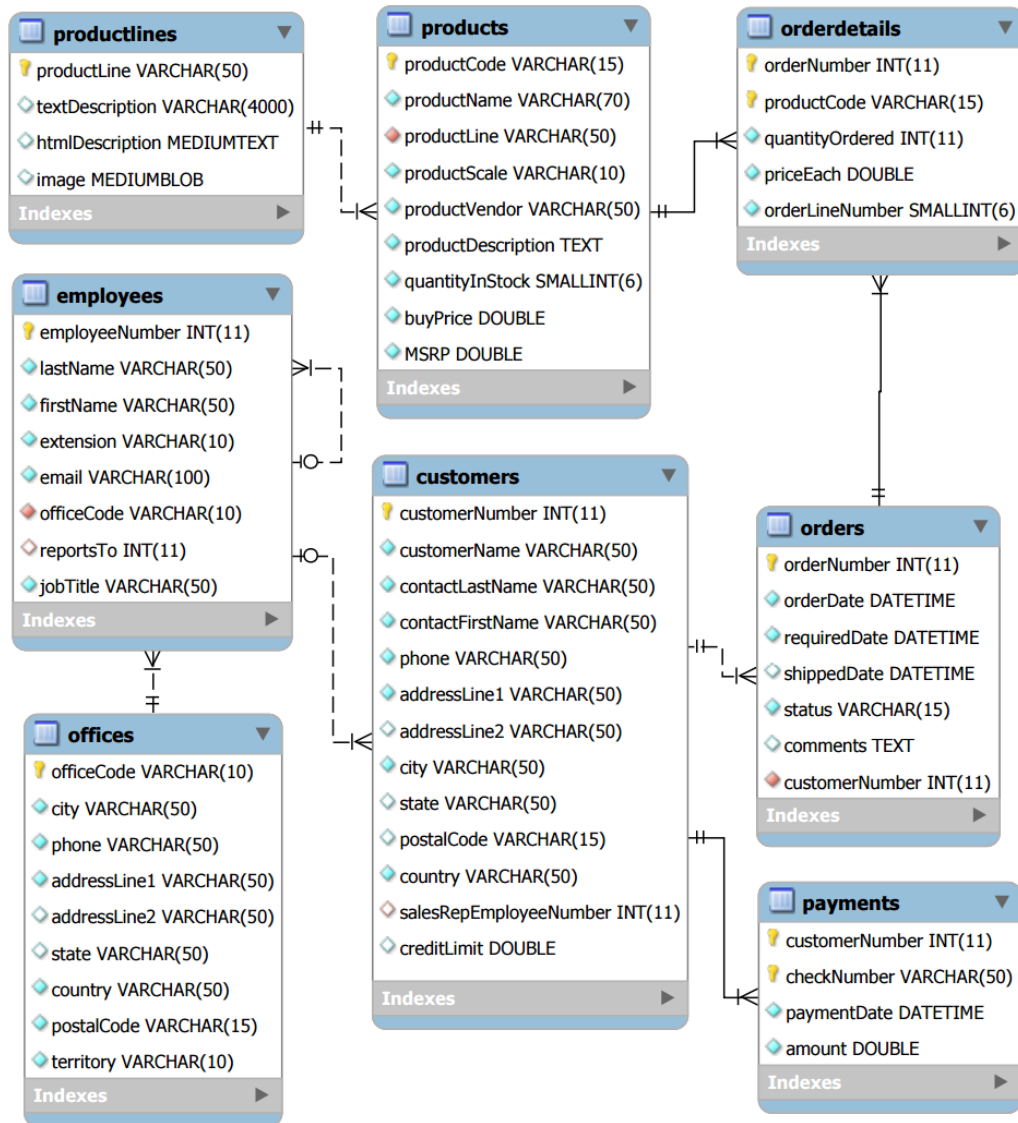 productlines
productLine VARCHAR(50)
textDescription VARCHAR(4000)
htmlDescription MEDIUMTEXT
image MEDIUMBLOB
Indexes
products
productCode VARCHAR(15)
productName VARCHAR(70)
productLine VARCHAR(50)
productScale VARCHAR(10)
productVendor VARCHAR(50)
productDescription TEXT
quantityInStock SMALLINT(6)
buyPrice DOUBLE
MSRP DOUBLE
Indexes
orderdetails
orderNumber INT(11)
productCode VARCHAR(15)
quantityOrdered INT(11)
priceEach DOUBLE
orderLineNumber SMALLINT(6)
Indexes
employees
employeeNumber INT(11)
lastName VARCHAR(50)
firstName VARCHAR(50)
extension VARCHAR(10)
email VARCHAR(100)
officeCode VARCHAR(10)
reportsTo INT(11)
jobTitle VARCHAR(50)
Indexes
customers
customerNumber INT(11)
customerName VARCHAR(50)
contactLastName VARCHAR(50)
contactFirstName VARCHAR(50)
phone VARCHAR(50)
addressLine1 VARCHAR(50)
addressLine2 VARCHAR(50)
city VARCHAR(50)
state VARCHAR(50)
postalCode VARCHAR(15)
country VARCHAR(50)
salesRepEmployeeNumber INT(11)
creditLimit DOUBLE
Indexes
orders
orderNumber INT(11)
orderDate DATETIME
requiredDate DATETIME
shippedDate DATETIME
status VARCHAR(15)
comments TEXT
customerNumber INT(11)
Indexes
offices
officeCode VARCHAR(10)
city VARCHAR(50)
phone VARCHAR(50)
addressLine1 VARCHAR(50)
addressLine2 VARCHAR(50)
state VARCHAR(50)
country VARCHAR(50)
postalCode VARCHAR(15)
territory VARCHAR(10)
Indexes
payments
customerNumber INT(11)
checkNumber VARCHAR(50)
paymentDate DATETIME
amount DOUBLE
Indexes